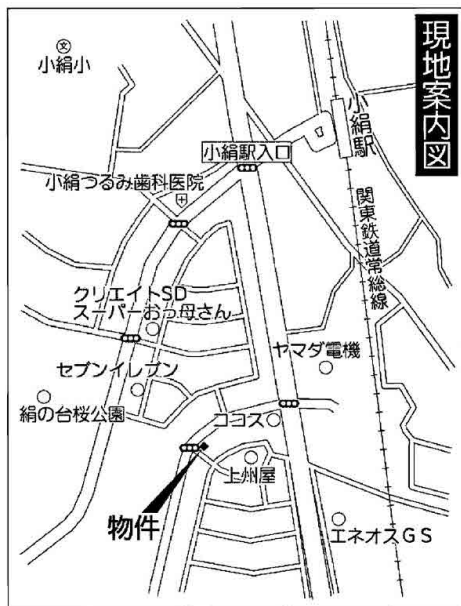 現地案内図
文
小絹小
小絹駅
小絹駅入口
小絹つるみ歯科医院
関東鉄道常総線
クリエイトSD
スーパーおっ母さん
ヤマダ電機
セブンイレブン
絹の台桜公園
ココス
上州屋
物件
エネオスGS